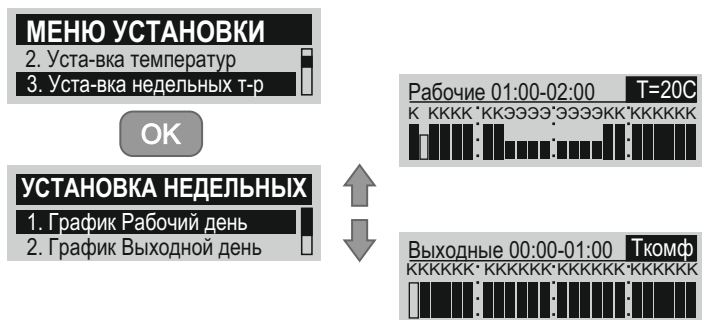 МЕНЮ УСТАНОВКИ
2. Уста-вка температур
3. Уста-вка недельных т-р
OK
УСТАНОВКА НЕДЕЛЬНЫХ
1. График Рабочий день
2. График Выходной день
Рабочие 01:00-02:00 T=20C
К КККК ККЭЭЭЭ ЭЭЭЭКК КККККК
Выходные 00:00-01:00 Ткомф
КККККК КККККК КККККК КККККК